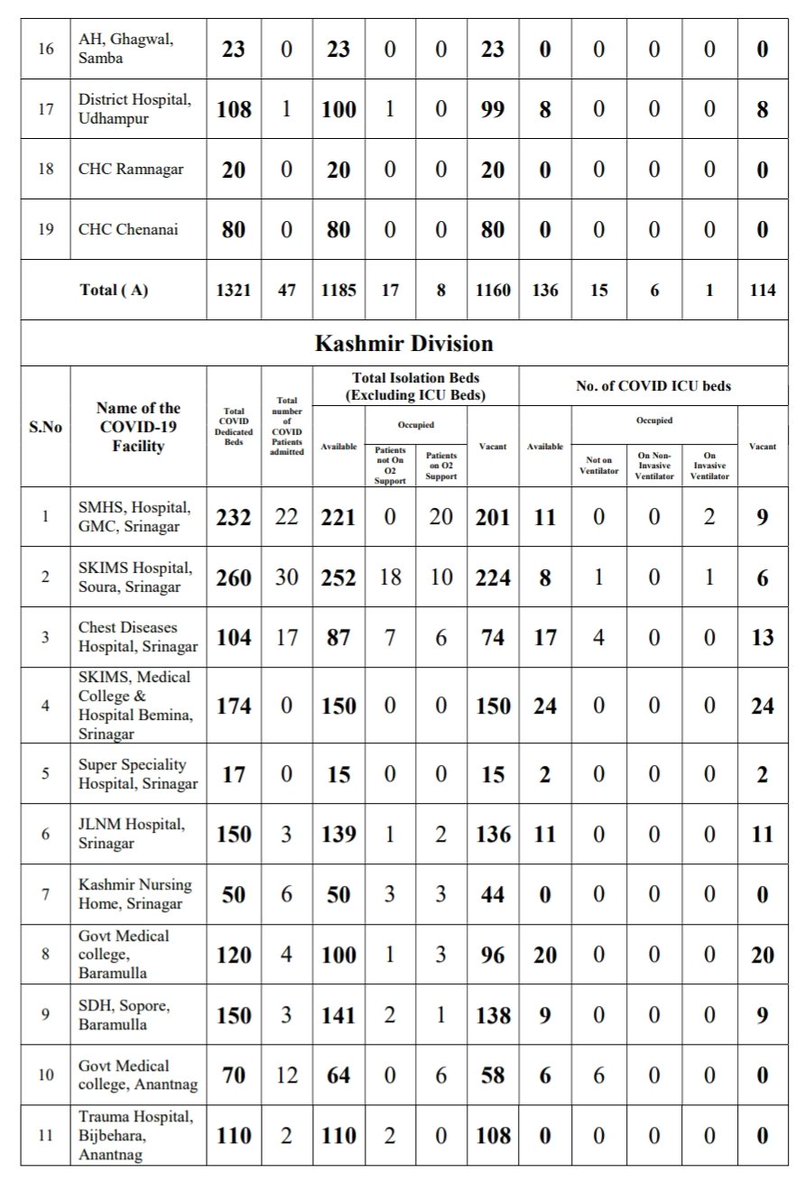 16 AH, Ghagwal, Samba 23 0 23 0 0 23 0 0 0 0 0
17 District Hospital, Udhampur 108 1 100 1 0 99 8 0 0 0 8
18 CHC Ramnagar 20 0 20 0 0 20 0 0 0 0 0
19 CHC Chenanai 80 0 80 0 0 80 0 0 0 0 0
Total ( A) 1321 47 1185 17 8 1160 136 15 6 1 114
Kashmir Division
S.No
Name of the COVID-19 Facility
Total COVID Dedicated Beds
Total number of COVID Patients admitted
Total Isolation Beds (Excluding ICU Beds)
Available
Occupied
Patients not On O2 Support
Patients on O2 Support
Vacant
No. of COVID ICU beds
Available
Occupied
Not on Ventilator
On Non-Invasive Ventilator
On Invasive Ventilator
Vacant
1 SMHS, Hospital, GMC, Srinagar 232 22 221 0 20 201 11 0 0 2 9
2 SKIMS Hospital, Soura, Srinagar 260 30 252 18 10 224 8 1 0 1 6
3 Chest Diseases Hospital, Srinagar 104 17 87 7 6 74 17 4 0 0 13
4 SKIMS, Medical College & Hospital Bemina, Srinagar 174 0 150 0 0 150 24 0 0 0 24
5 Super Speciality Hospital, Srinagar 17 0 15 0 0 15 2 0 0 0 2
6 JLNM Hospital, Srinagar 150 3 139 1 2 136 11 0 0 0 11
7 Kashmir Nursing Home, Srinagar 50 6 50 3 3 44 0 0 0 0 0
8 Govt Medical college, Baramulla 120 4 100 1 3 96 20 0 0 0 20
9 SDH, Sopore, Baramulla 150 3 141 2 1 138 9 0 0 0 9
10 Govt Medical college, Anantnag 70 12 64 0 6 58 6 6 0 0 0
11 Trauma Hospital, Bijbehara, Anantnag 110 2 110 2 0 108 0 0 0 0 0